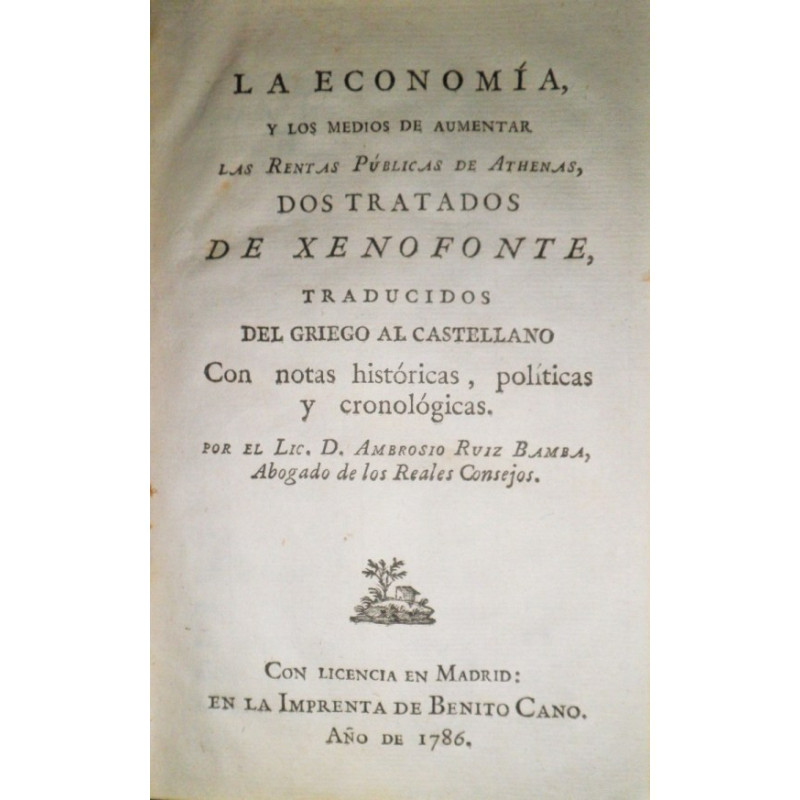 LA ECONOMÍA,
Y LOS MEDIOS DE AUMENTAR
LAS RENTAS PÚBLICAS DE ATHENAS,
DOS TRATADOS
DE XENOFONTE,
TRADUCIDOS
DEL GRIEGO AL CASTELLANO
Con notas históricas, políticas
y cronológicas.
POR EL LIC. D. AMBROSIO RUIZ BAMBA,
Abogado de los Reales Consejos.
CON LICENCIA EN MADRID:
EN LA IMPRENTA DE BENITO CANO.
AÑO DE 1786.